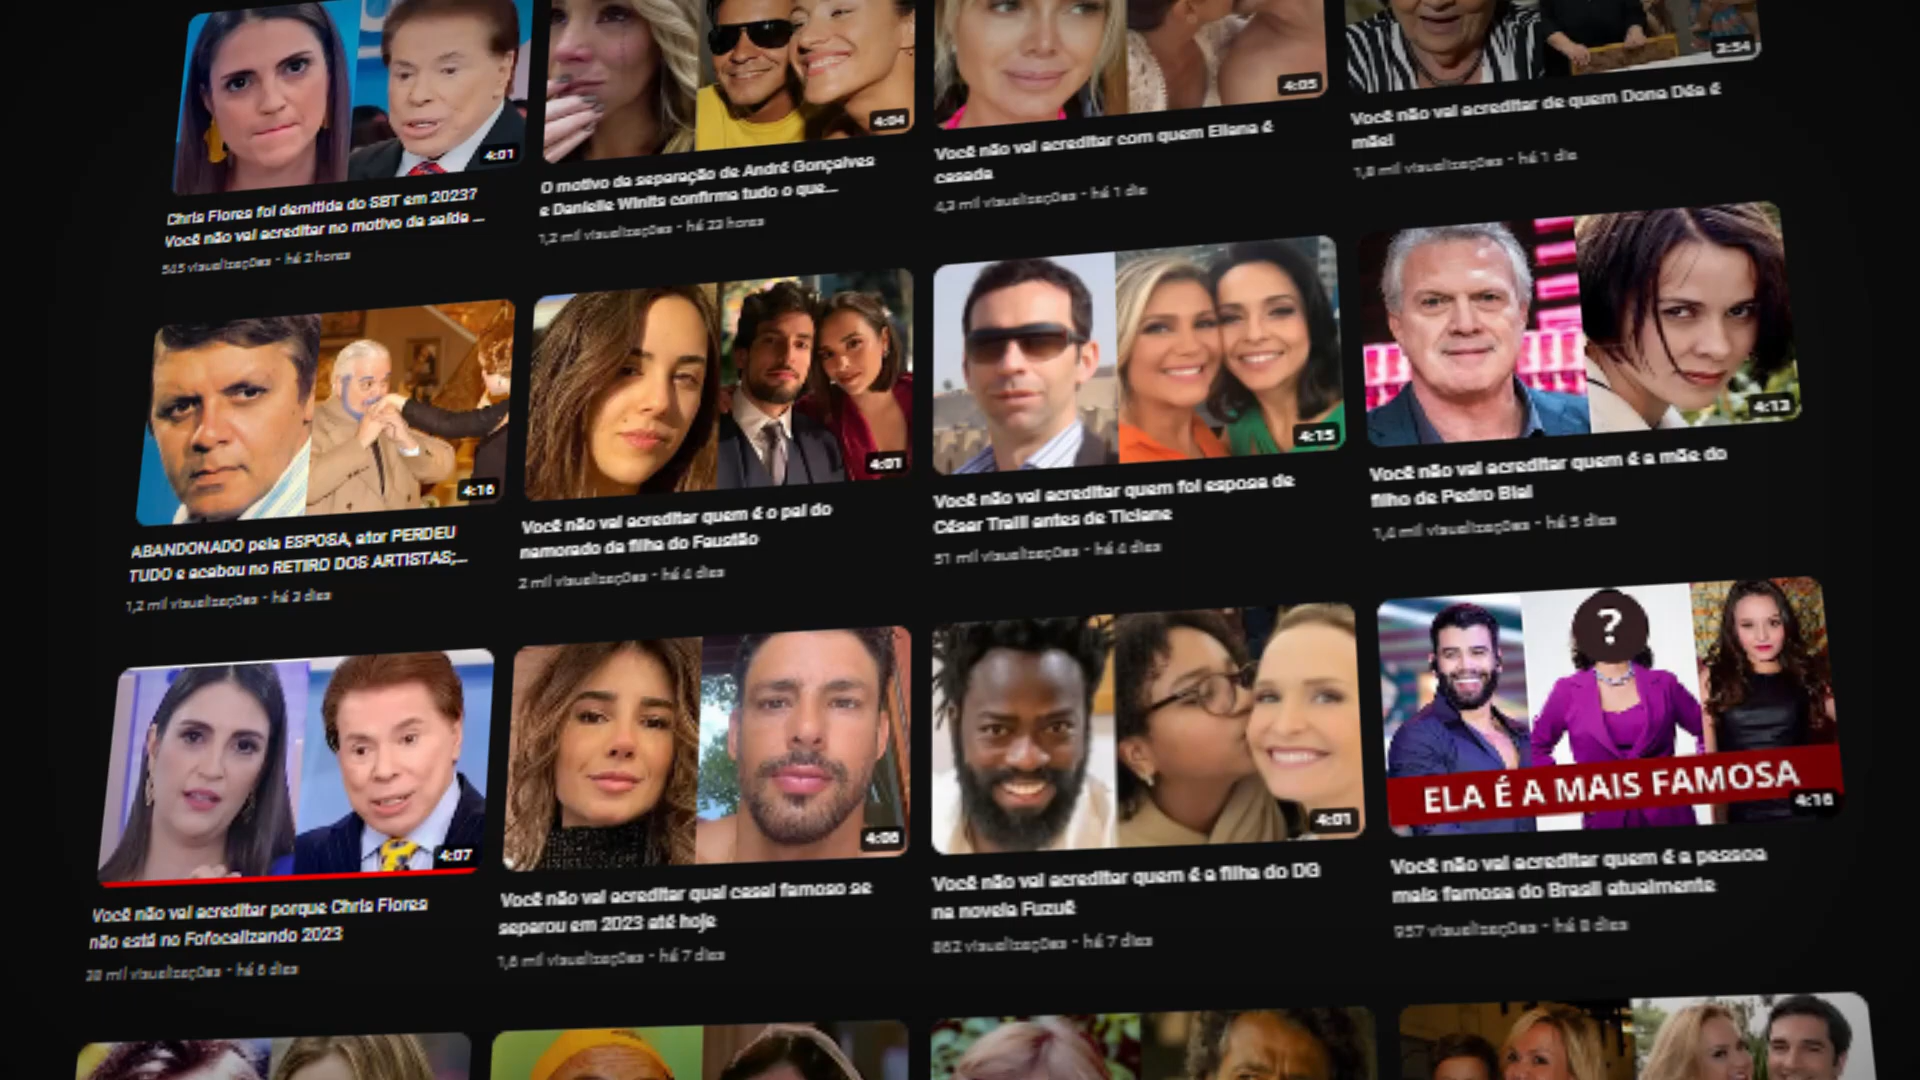 4:01
4:04
4:05
3:54
Chris Flores foi demitida do SBT em 2023?
Você não vai acreditar no motivo da saída ...
545 visualizações • há 2 horas
O motivo da separação de André Gonçalves
e Danielle Winits confirma tudo o que...
1,2 mil visualizações • há 23 horas
Você não vai acreditar com quem Eliana é
casada
4,3 mil visualizações • há 1 dia
Você não vai acreditar de quem Dona Déa é
mãe!
1,8 mil visualizações • há 1 dia
4:16
4:01
4:15
4:12
ABANDONADO pela ESPOSA, ator PERDEU
TUDO e acabou no RETIRO DOS ARTISTAS;...
1,2 mil visualizações • há 3 dias
Você não vai acreditar quem é o pai do
namorado da filha do Faustão
2 mil visualizações • há 4 dias
Você não vai acreditar quem foi esposa de
César Tralli antes de Ticiane
51 mil visualizações • há 4 dias
Você não vai acreditar quem é a mãe do
filho de Pedro Bial
1,4 mil visualizações • há 5 dias
4:07
4:06
4:01
?
ELA É A MAIS FAMOSA
4:16
Você não vai acreditar porque Chris Flores
não está no Fofocalizando 2023
38 mil visualizações • há 6 dias
Você não vai acreditar qual casal famoso se
separou em 2023 até hoje
1,6 mil visualizações • há 7 dias
Você não vai acreditar quem é a filha do DG
na novela Fuzuê
862 visualizações • há 7 dias
Você não vai acreditar quem é a pessoa
mais famosa do Brasil atualmente
957 visualizações • há 8 dias